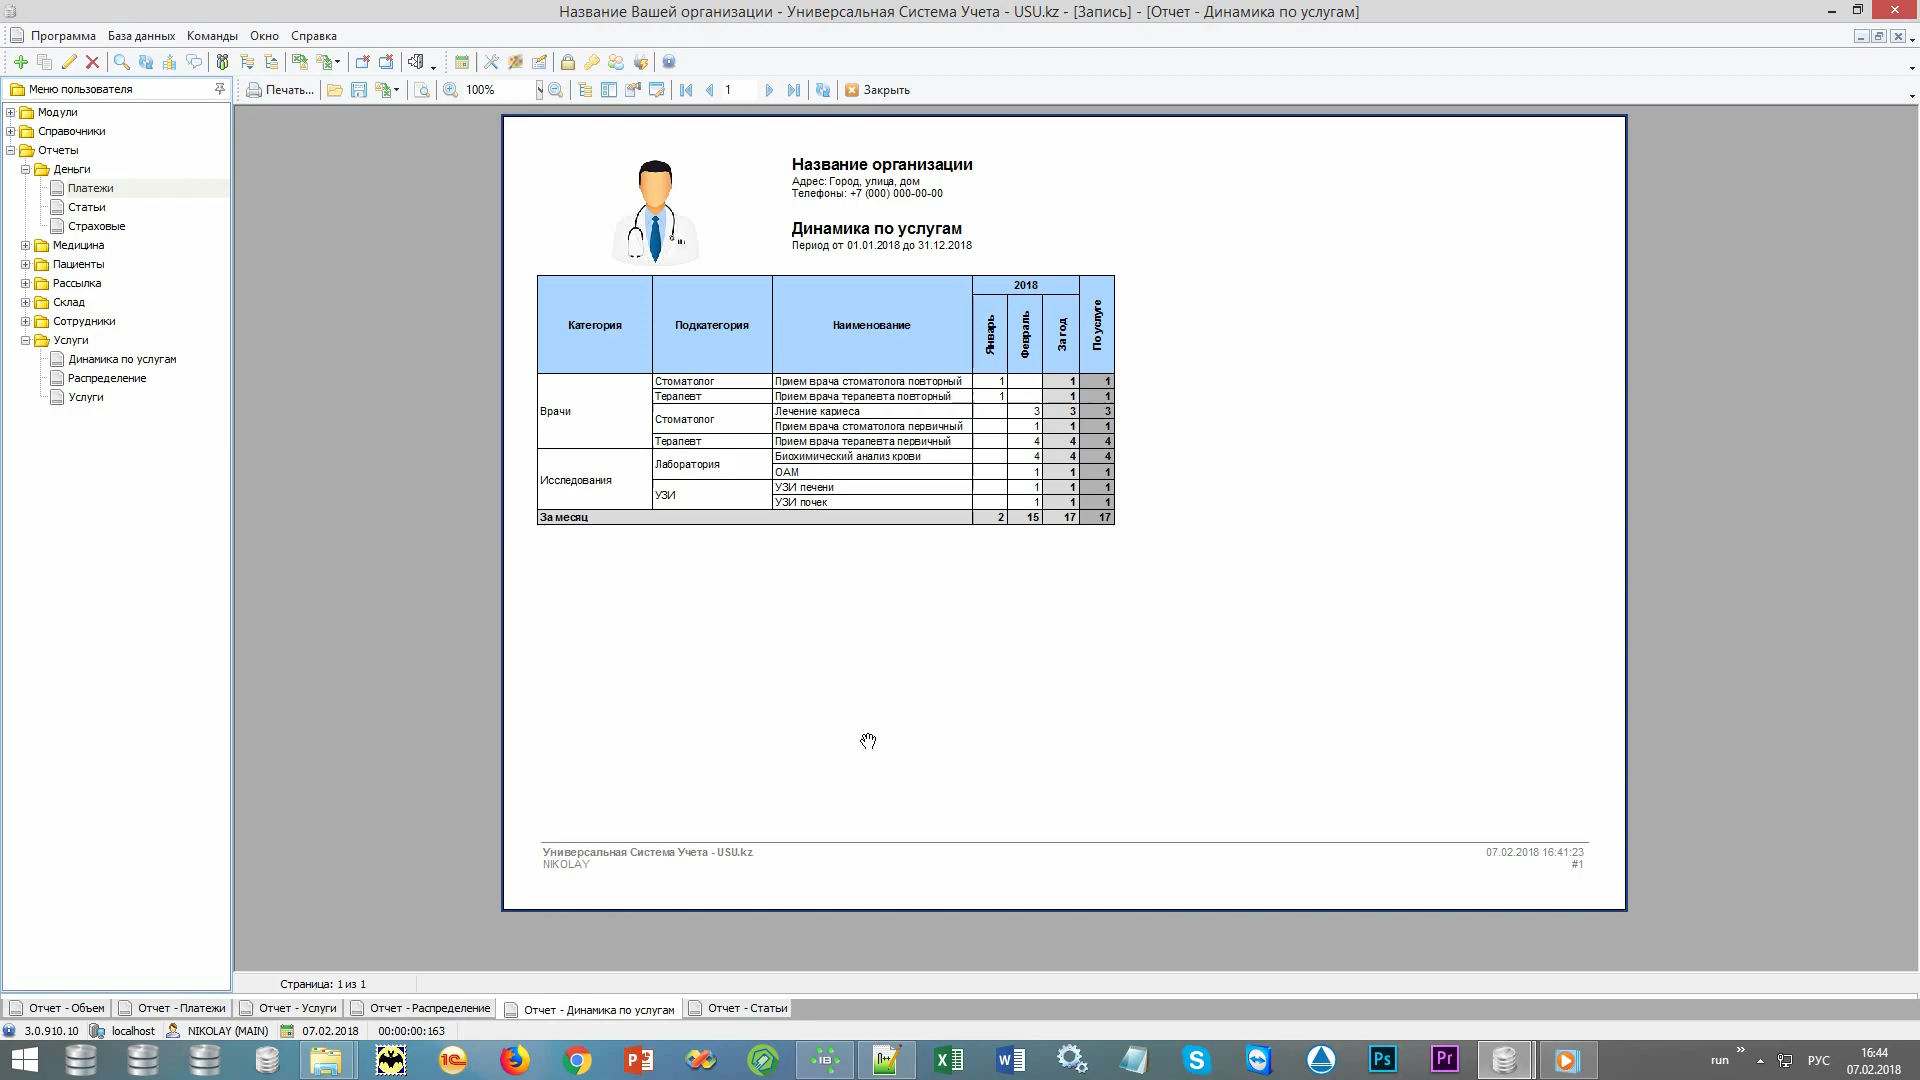 Название Вашей организации - Универсальная Система Учета - USU.kz - [Запись] - [Отчет - Динамика по услугам]
Программа База данных Команды Окно Справка
Меню пользователя
Печать... 100% 1 Закрыть
Модули
Справочники
Отчеты
Деньги
Платежи
Статьи
Страховые
Медицина
Пациенты
Рассылка
Склад
Сотрудники
Услуги
Динамика по услугам
Распределение
Услуги
Название организации
Адрес: Город, улица, дом
Телефоны: +7 (000) 000-00-00
Динамика по услугам
Период от 01.01.2018 до 31.12.2018
Категория Подкатегория Наименование 2018 По услуге
Январь Февраль За год
Врачи Стоматолог Прием врача стоматолога повторный 1 1 1
Терапевт Прием врача терапевта повторный 1 1 1
Стоматолог Лечение кариеса 3 3 3
Прием врача стоматолога первичный 1 1 1
Терапевт Прием врача терапевта первичный 4 4 4
Исследования Лаборатория Биохимический анализ крови 4 4 4
ОАМ 1 1 1
УЗИ УЗИ печени 1 1 1
УЗИ почек 1 1 1
За месяц 2 15 17 17
Универсальная Система Учета - USU.kz 07.02.2018 16:41:23
NIKOLAY #1
Страница: 1 из 1
Отчет - Объем Отчет - Платежи Отчет - Услуги Отчет - Распределение Отчет - Динамика по услугам Отчет - Статьи
3.0.910.10 localhost NIKOLAY (MAIN) 07.02.2018 00:00:00:163
run РУС 16:44
07.02.2018